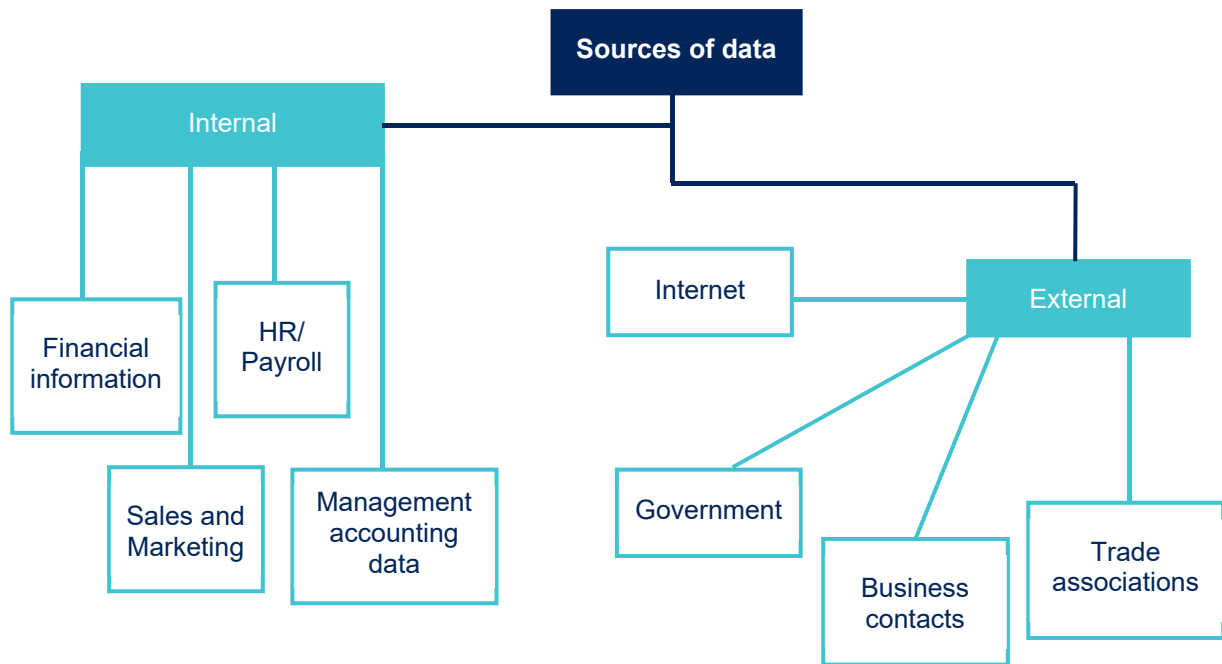 Sources of data
Internal
External
Internet
HR/
Payroll
Financial
information
Sales and
Marketing
Management
accounting
data
Government
Business
contacts
Trade
associations